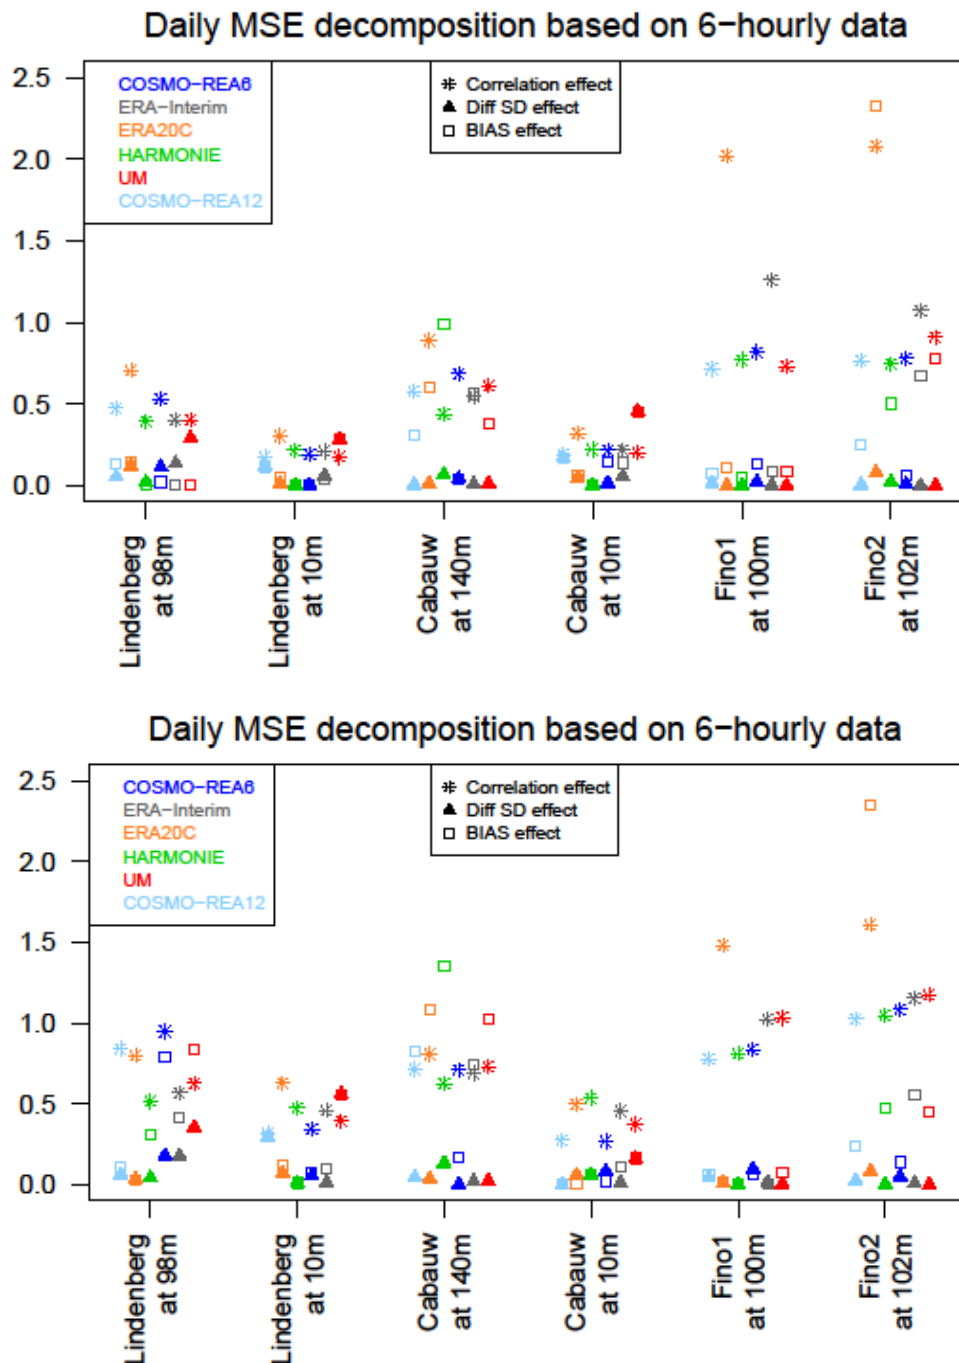 Daily MSE decomposition based on 6−hourly data
2.5
2.0
1.5
1.0
0.5
0.0
COSMO−REA6
ERA−Interim
ERA20C
HARMONIE
UM
COSMO−REA12
Correlation effect
Diff SD effect
BIAS effect
Lindenberg
at 98m
Lindenberg
at 10m
Cabauw
at 140m
Cabauw
at 10m
Fino1
at 100m
Fino2
at 102m
Daily MSE decomposition based on 6−hourly data
2.5
2.0
1.5
1.0
0.5
0.0
COSMO−REA6
ERA−Interim
ERA20C
HARMONIE
UM
COSMO−REA12
Correlation effect
Diff SD effect
BIAS effect
Lindenberg
at 98m
Lindenberg
at 10m
Cabauw
at 140m
Cabauw
at 10m
Fino1
at 100m
Fino2
at 102m